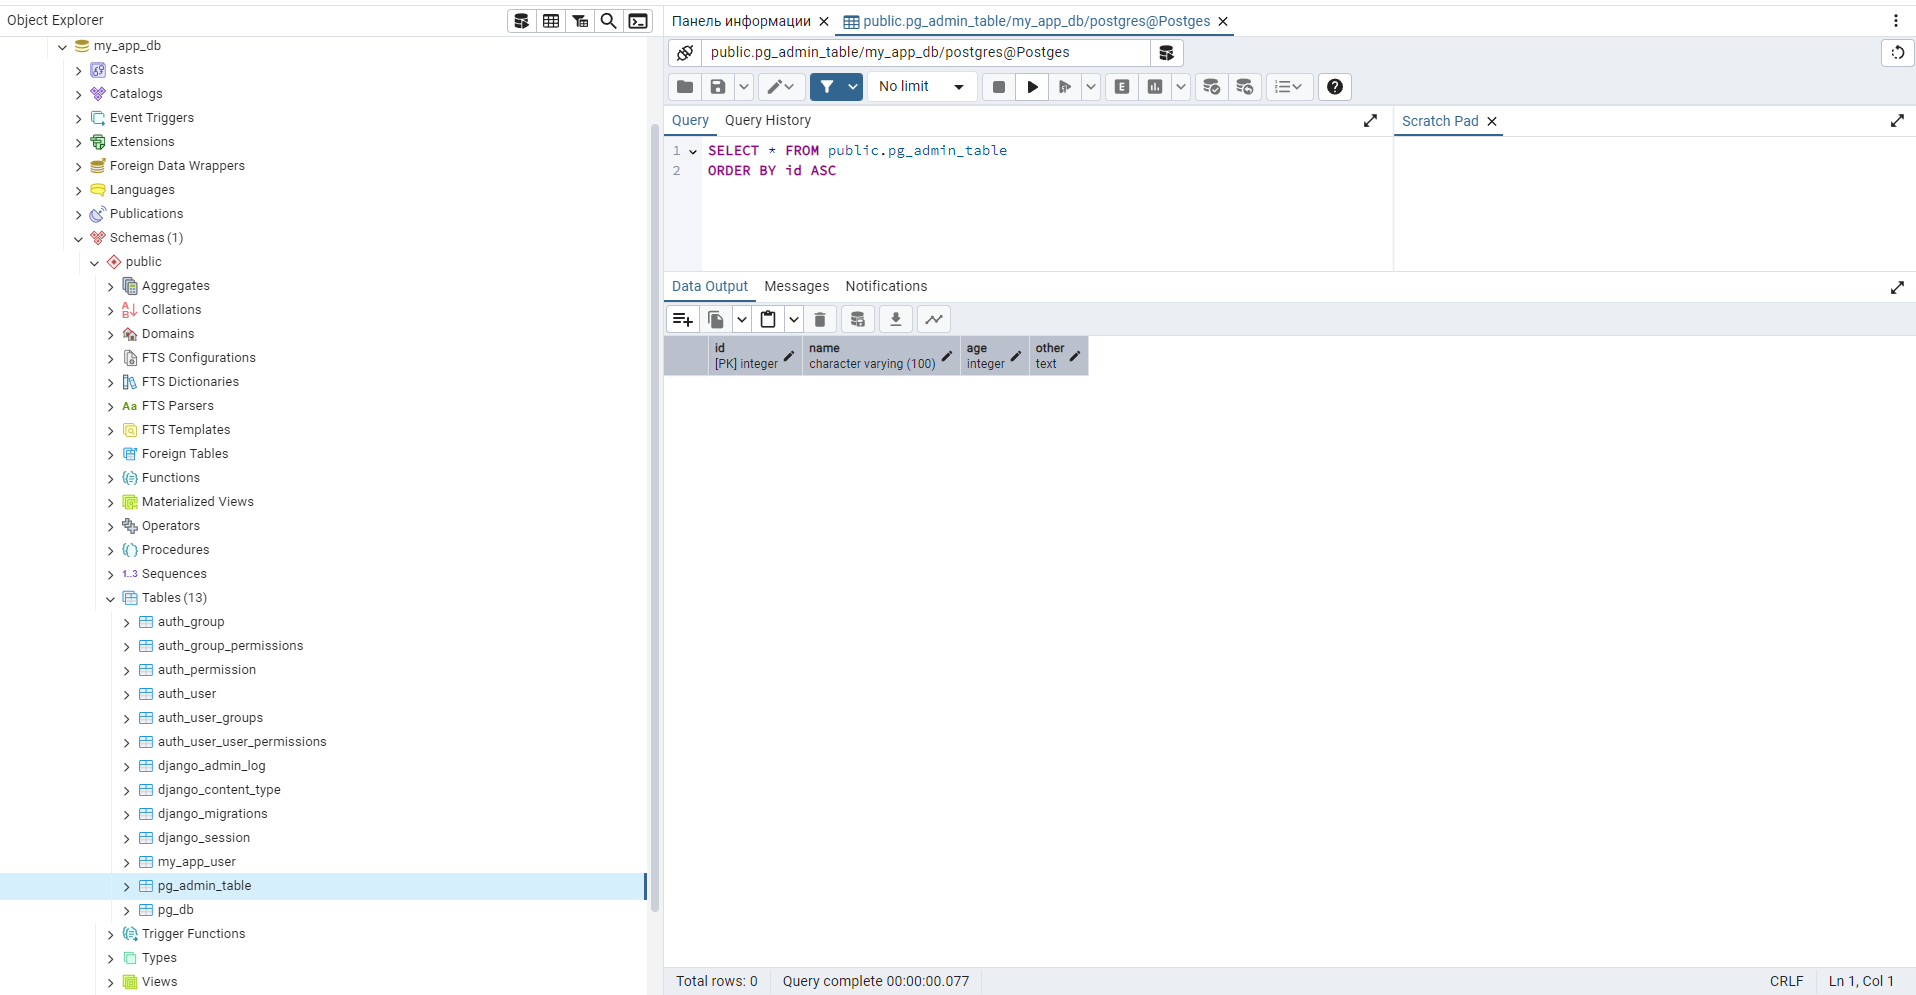 Object Explorer
my_app_db
Casts
Catalogs
Event Triggers
Extensions
Foreign Data Wrappers
Languages
Publications
Schemas (1)
public
Aggregates
Collations
Domains
FTS Configurations
FTS Dictionaries
Aa FTS Parsers
FTS Templates
Foreign Tables
Functions
Materialized Views
Operators
Procedures
1..3 Sequences
Tables (13)
auth_group
auth_group_permissions
auth_permission
auth_user
auth_user_groups
auth_user_user_permissions
django_admin_log
django_content_type
django_migrations
django_session
my_app_user
pg_admin_table
pg_db
Trigger Functions
Types
Views
Панель информации
public.pg_admin_table/my_app_db/postgres@Postges
public.pg_admin_table/my_app_db/postgres@Postges
No limit
E
Query Query History
Scratch Pad
1 SELECT * FROM public.pg_admin_table
2 ORDER BY id ASC
Data Output Messages Notifications
id
[PK] integer
name
character varying (100)
age
integer
other
text
Total rows: 0 Query complete 00:00:00.077 CRLF Ln 1, Col 1